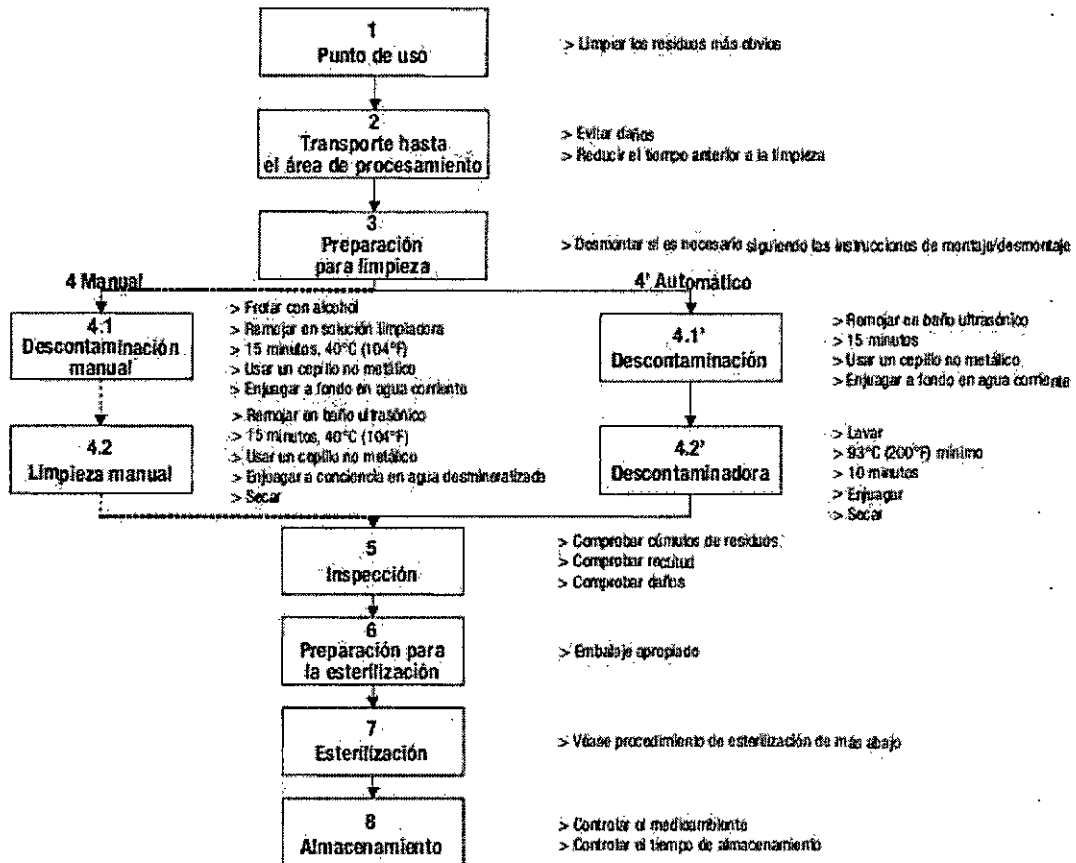 1
Punto de uso
> Limpiar los residuos más obvios
2
Transporte hasta
el área de procesamiento
> Evitar daños
> Reducir el tiempo anterior a la limpieza
3
Preparación
para limpieza
> Desmontar si es necesario siguiendo las instrucciones de montaje/desmontaje
4 Manual
4' Automático
4.1
Descontaminación
manual
> Frotar con alcohol
> Remojar en solución limpiadora
> 15 minutos, 40°C (104°F)
> Usar un cepillo no metálico
> Enjuagar a fondo en agua corriente
4.1'
Descontaminación
> Remojar en baño ultrasónico
> 15 minutos
> Usar un cepillo no metálico
> Enjuagar a fondo en agua corriente
4.2
Limpieza manual
> Remojar en baño ultrasónico
> 15 minutos, 40°C (104°F)
> Usar un cepillo no metálico
> Enjuagar a conciencia en agua desmineralizada
> Secar
4.2'
Descontaminadora
> Lavar
> 93°C (200°F) mínimo
> 10 minutos
> Enjuagar
> Secar
5
Inspección
> Comprobar cúmulos de residuos
> Comprobar rectitud
> Comprobar daños
6
Preparación para
la esterilización
> Embalaje apropiado
7
Esterilización
> Véase procedimiento de esterilización de más abajo
8
Almacenamiento
> Controlar el medioambiente
> Controlar el tiempo de almacenamiento